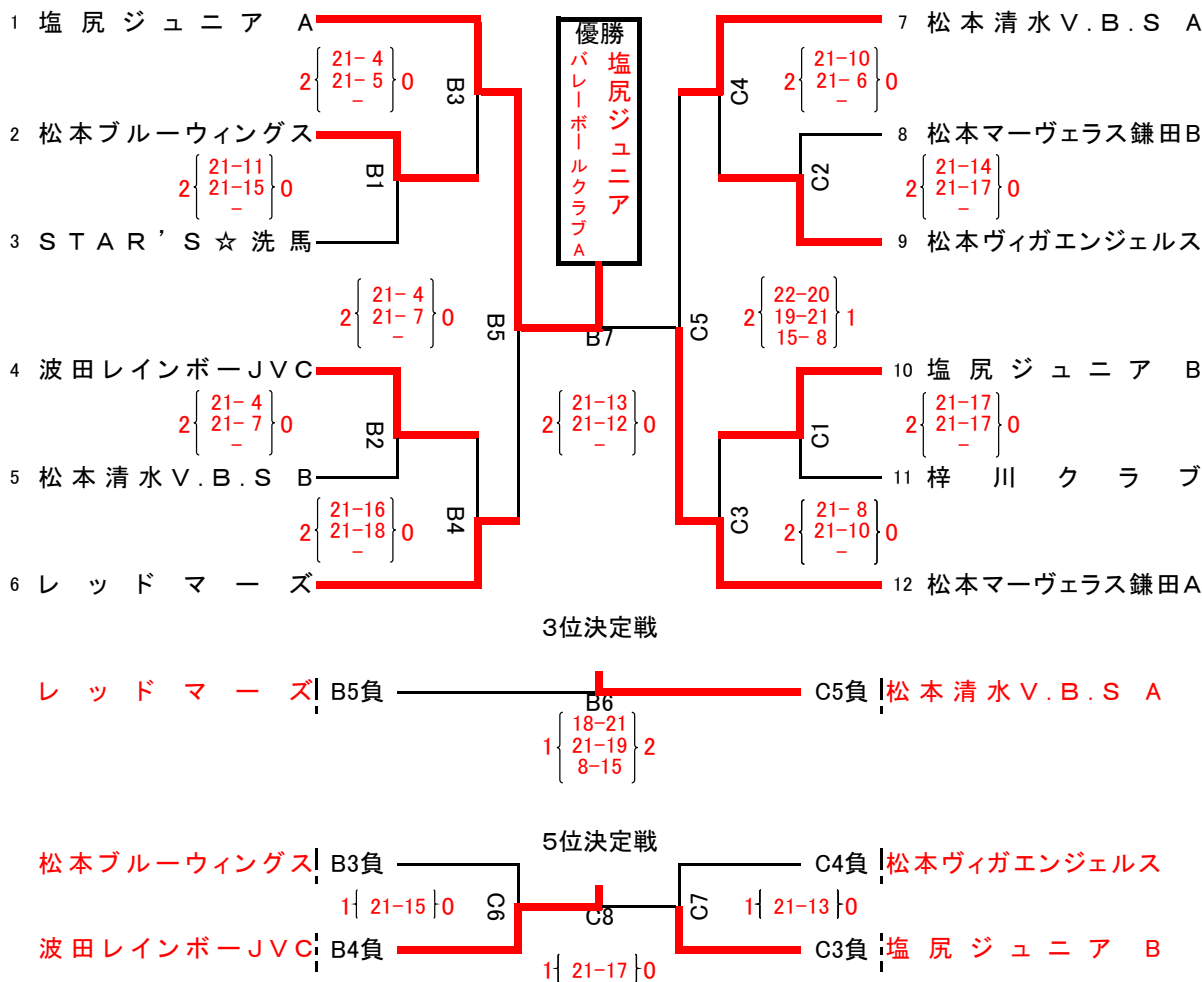 1 塩尻ジュニア A
2{ 21- 4 }0
21- 5
-
B3
2 松本ブルーウィングス
2{ 21-11 }0
21-15
-
B1
3 STAR'S☆洗馬
2{ 21- 4 }0
21- 7
-
B5
4 波田レインボーJVC
2{ 21- 4 }0
21- 7
-
B2
5 松本清水V.B.S B
2{ 21-16 }0
21-18
-
B4
6 レッドマーズ
優勝
塩尻ジュニア
バレーボールクラブA
B7
2{ 21-13 }0
21-12
-
7 松本清水V.B.S A
2{ 21-10 }0
21- 6
-
C4
8 松本マーヴェラス鎌田B
2{ 21-14 }0
21-17
-
C2
9 松本ヴィガエンジェルス
2{ 22-20 }1
19-21
15- 8
C5
10 塩尻ジュニア B
2{ 21-17 }0
21-17
-
C1
11 梓川クラブ
2{ 21- 8 }0
21-10
-
C3
12 松本マーヴェラス鎌田A
3位決定戦
レッドマーズ B5負
B6
C5負 松本清水V.B.S A
1{ 18-21 }2
21-19
8-15
5位決定戦
松本ブルーウィングス B3負
C4負 松本ヴィガエンジェルス
1{ 21-15 }0
C6
C8
C7
1{ 21-13 }0
波田レインボーJVC B4負
C3負 塩尻ジュニア B
1{ 21-17 }0